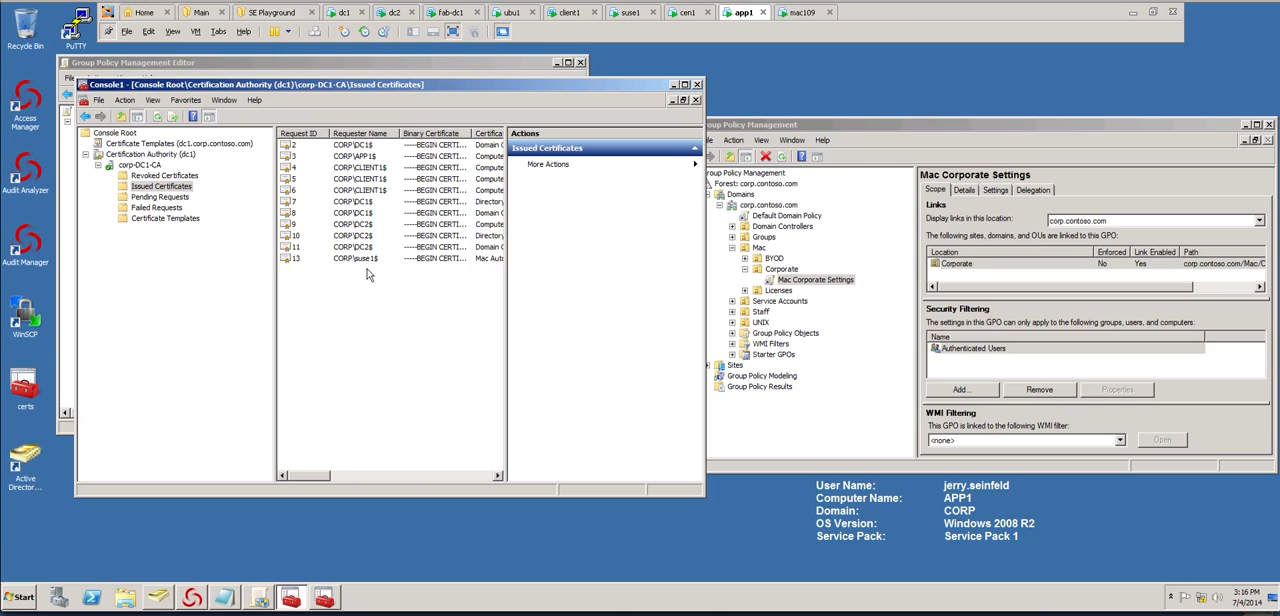 Home
Main
SE Playground
dc1
dc2
fab-dc1
ubu1
client1
suse1
cen1
app1
mac109
File Edit View VM Tabs Help
Recycle Bin
PuTTY
Access Manager
Audit Analyzer
Audit Manager
WinSCP
certs
Active Director...
Group Policy Management Editor
Console1 - [Console Root\Certification Authority (dc1)\corp-DC1-CA\Issued Certificates]
File Action View Favorites Window Help
Console Root
Certificate Templates (dc1.corp.contoso.com)
Certification Authority (dc1)
corp-DC1-CA
Revoked Certificates
Issued Certificates
Pending Requests
Failed Requests
Certificate Templates
Request ID Requester Name Binary Certificate Certifica
2 CORP\DC1$ -----BEGIN CERTI... Domain C
3 CORP\APP1$ -----BEGIN CERTI... Compute
4 CORP\CLIENT1$ -----BEGIN CERTI... Compute
5 CORP\CLIENT1$ -----BEGIN CERTI... Compute
6 CORP\CLIENT1$ -----BEGIN CERTI... Compute
7 CORP\DC1$ -----BEGIN CERTI... Directory
8 CORP\DC1$ -----BEGIN CERTI... Domain C
9 CORP\DC2$ -----BEGIN CERTI... Compute
10 CORP\DC2$ -----BEGIN CERTI... Directory
11 CORP\DC2$ -----BEGIN CERTI... Domain C
13 CORP\suse1$ -----BEGIN CERTI... Mac Auto
Actions
Issued Certificates
More Actions
roup Policy Management
Action View Window Help
roup Policy Management
Forest: corp.contoso.com
Domains
corp.contoso.com
Default Domain Policy
Domain Controllers
Groups
Mac
BYOD
Corporate
Mac Corporate Settings
Licenses
Service Accounts
Staff
UNIX
Group Policy Objects
WMI Filters
Starter GPOs
Sites
Group Policy Modeling
Group Policy Results
Mac Corporate Settings
Scope Details Settings Delegation
Links
Display links in this location: corp.contoso.com
The following sites, domains, and OUs are linked to this GPO:
Location Enforced Link Enabled Path
Corporate No Yes corp.contoso.com/Mac/C
Security Filtering
The settings in this GPO can only apply to the following groups, users, and computers:
Name
Authenticated Users
Add... Remove Properties
WMI Filtering
This GPO is linked to the following WMI filter:
<none> Open
User Name: jerry.seinfeld
Computer Name: APP1
Domain: CORP
OS Version: Windows 2008 R2
Service Pack: Service Pack 1
Start
3:16 PM
7/4/2014